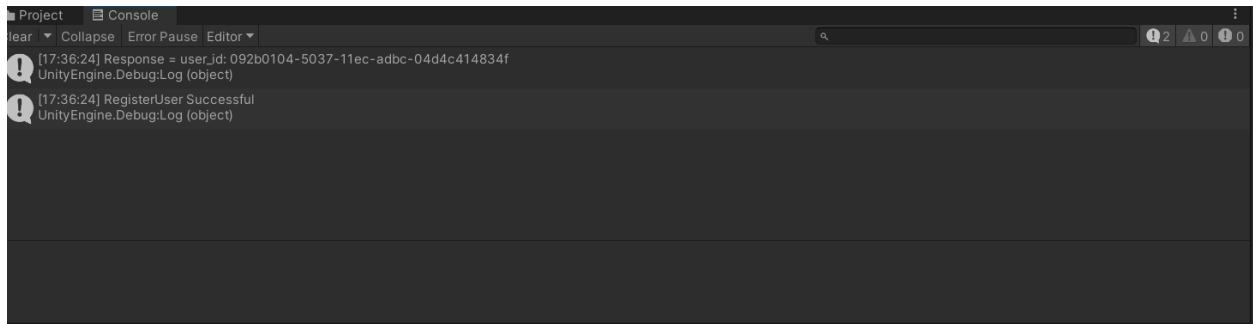 Project Console
lear Collapse Error Pause Editor 2 0 0
[17:36:24] Response = user_id: 092b0104-5037-11ec-adbc-04d4c414834f
UnityEngine.Debug:Log (object)
[17:36:24] RegisterUser Successful
UnityEngine.Debug:Log (object)